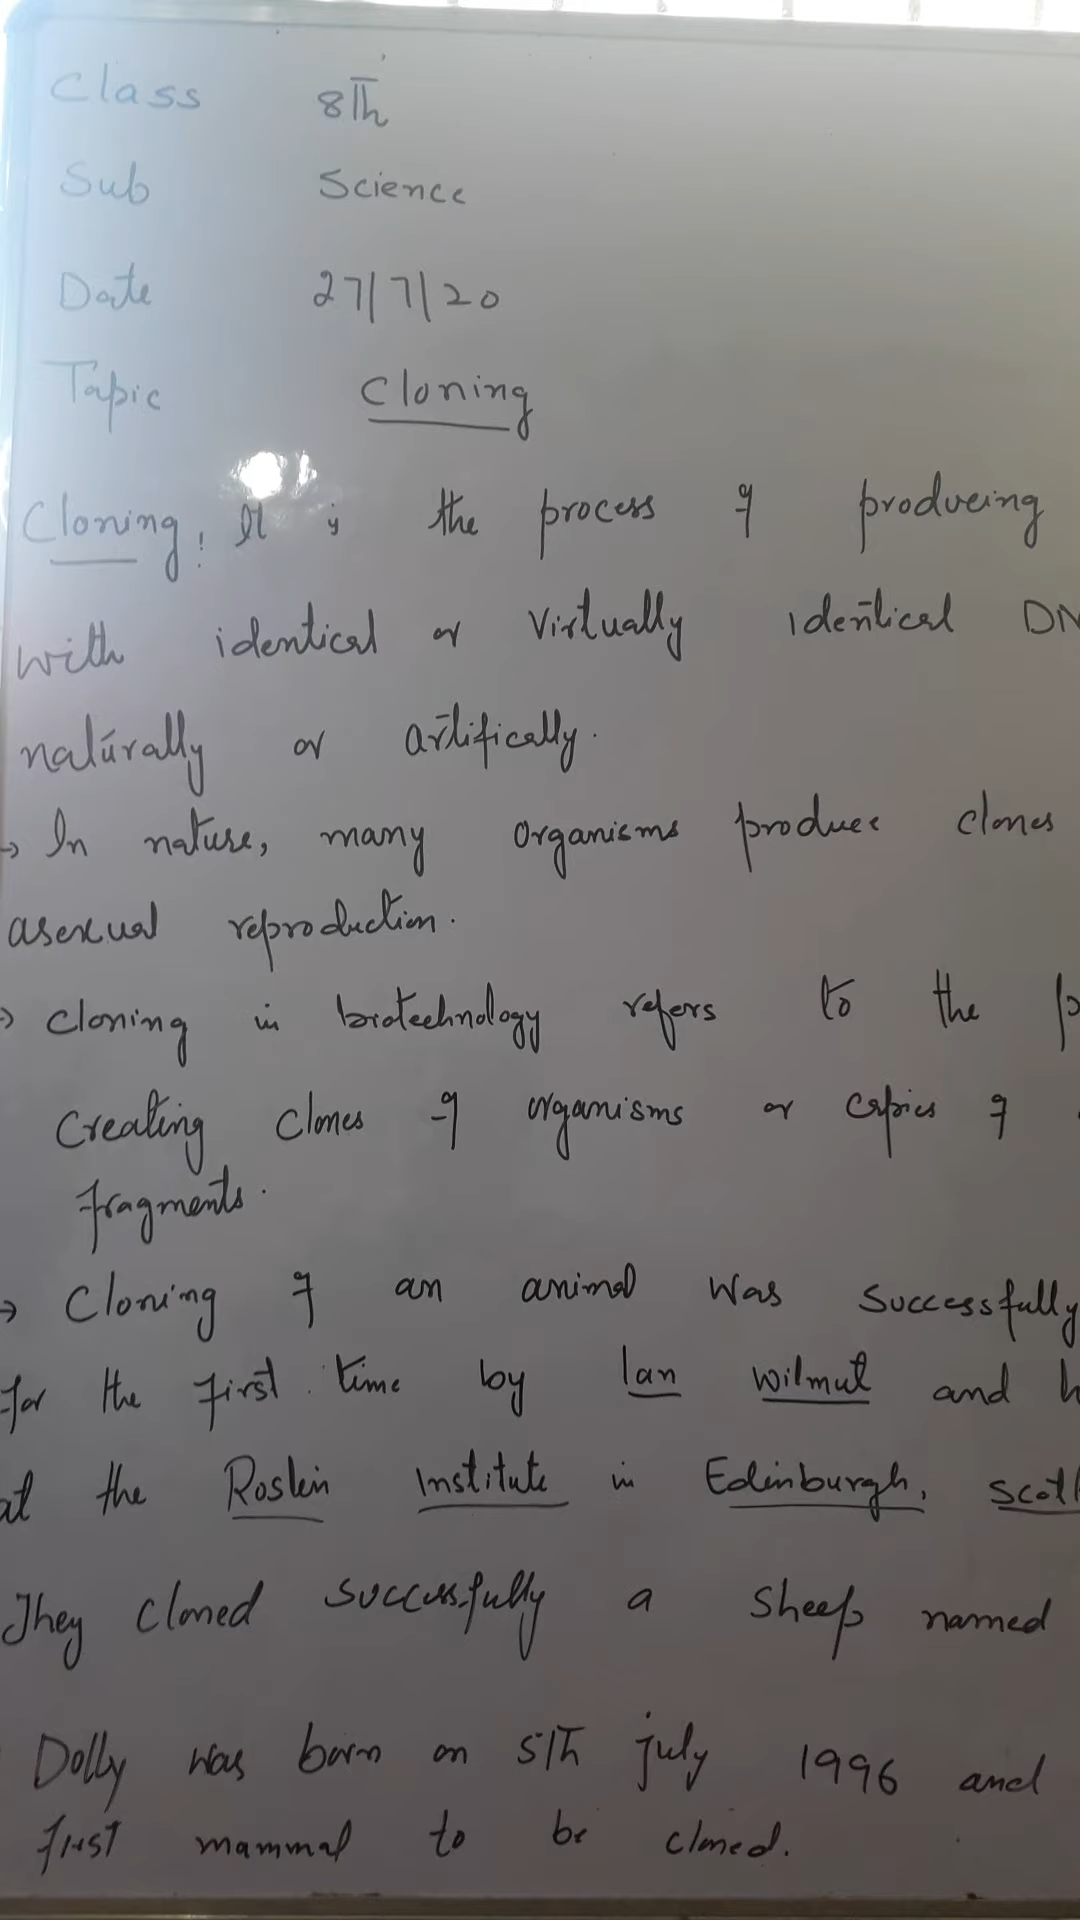 Class 8Th
Sub Science
Date 27/7/20
Tapic Cloning
Cloning: It is the process of producing
with identical or Virtually identical DN
naturally or artifically.
→ In nature, many organisms produce clones
asexual reproduction.
→ Cloning in biotechnology refers to the p
Creating Clones of organisms or copies of
fragments.
→ Cloning of an animal was Successfully
for the first time by Ian Wilmut and h
at the Roslin Institute in Edinburgh, Scotl
They cloned successfully a Sheep named
Dolly was born on 5Th july 1996 and
first mammal to be cloned.